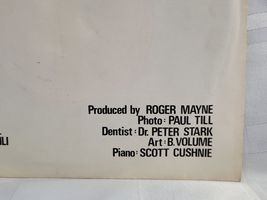 Produced by ROGER MAYNE
Photo: PAUL TILL
Dentist: Dr. PETER STARK
Art: B. VOLUME
Piano: SCOTT CUSHNIE